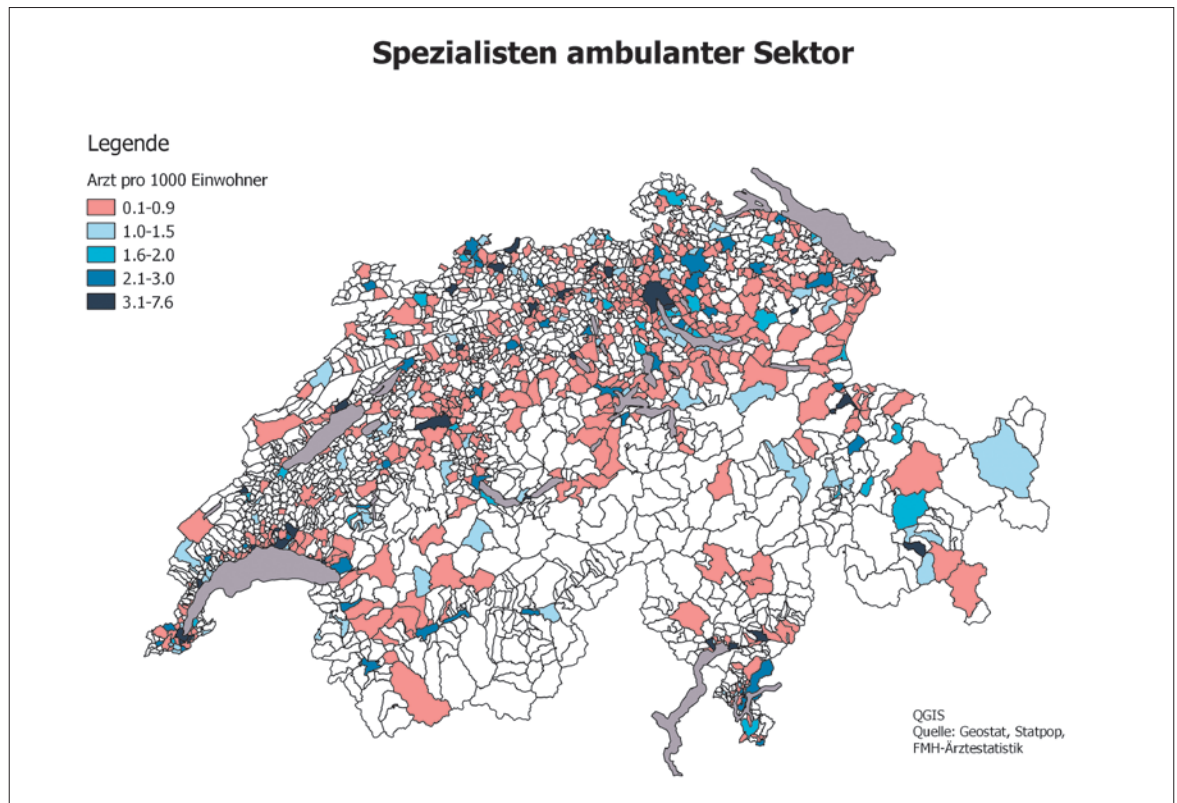 Spezialisten ambulanter Sektor
Legende
Arzt pro 1000 Einwohner
0.1-0.9
1.0-1.5
1.6-2.0
2.1-3.0
3.1-7.6
QGIS
Quelle: Geostat, Statpop,
FMH-Ärztestatistik